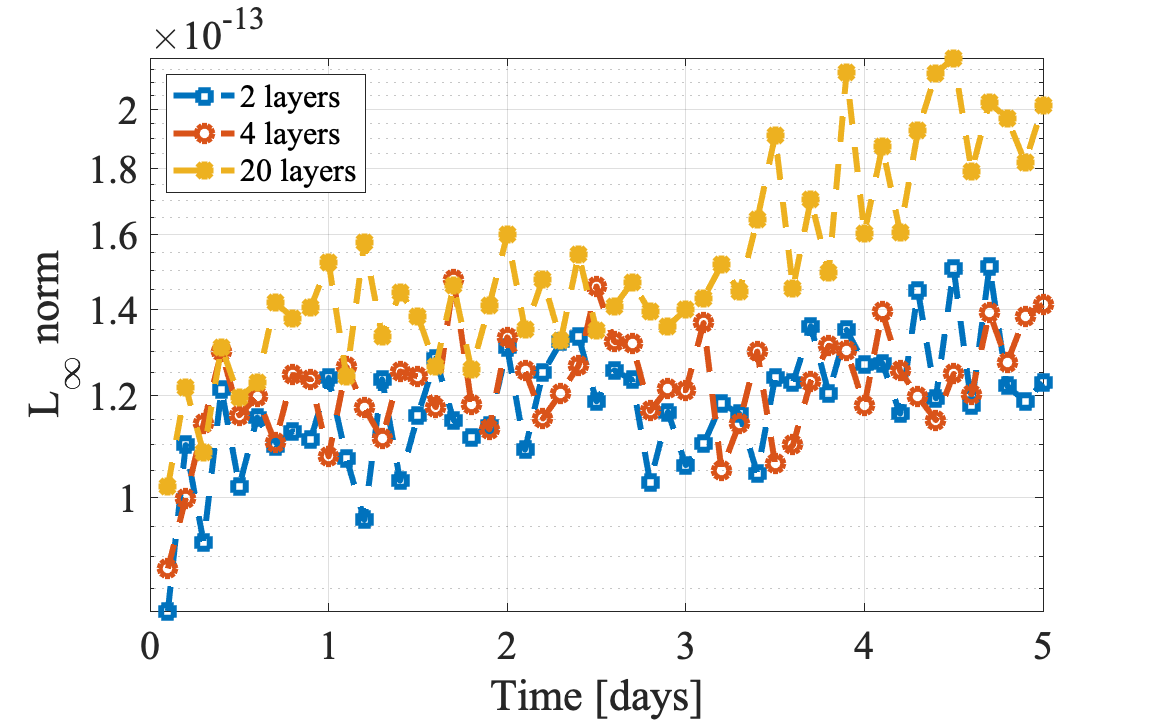 ×10⁻¹³
2 layers
4 layers
20 layers
2
1.8
1.6
1.4
1.2
1
L∞ norm
0 1 2 3 4 5
Time [days]